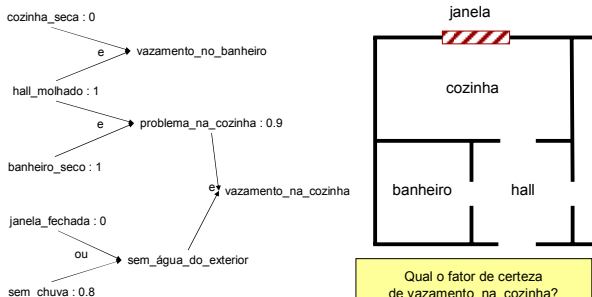 cozinha_seca : 0
e
vazamento_no_banheiro
hall_molhado : 1
e
problema_na_cozinha : 0.9
banheiro_seco : 1
e
vazamento_na_cozinha
janela_fechada : 0
ou
sem_água_do_exterior
sem_chuva : 0.8
janela
cozinha
banheiro
hall
Qual o fator de certeza
de vazamento_na_cozinha?